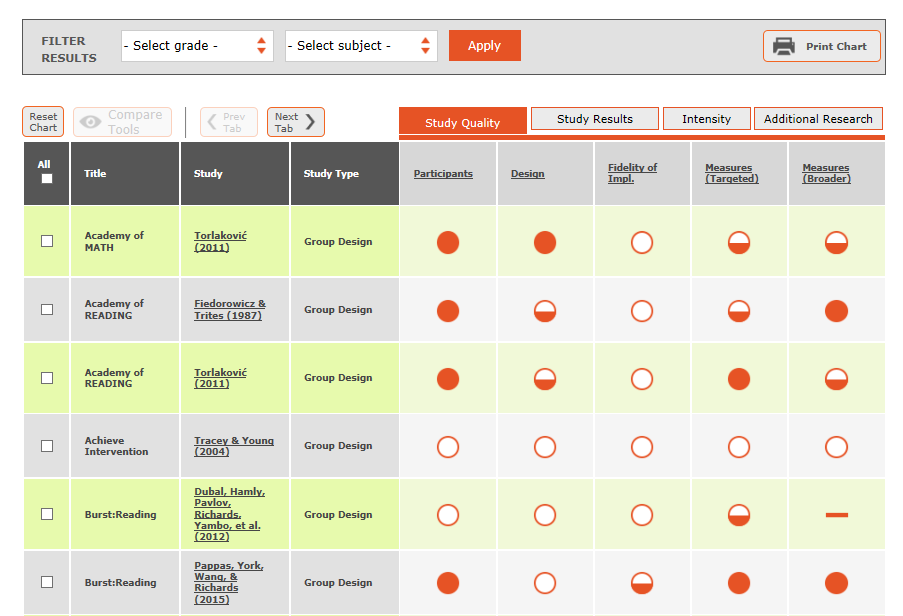 FILTER
RESULTS
- Select grade -
- Select subject -
Apply
Print Chart
Reset
Chart
Compare
Tools
Prev
Tab
Next
Tab
Study Quality
Study Results
Intensity
Additional Research
All
Title
Study
Study Type
Participants
Design
Fidelity of
Impl.
Measures
(Targeted)
Measures
(Broader)
Academy of
MATH
Torlaković
(2011)
Group Design
Academy of
READING
Fiedorowicz &
Trites (1987)
Group Design
Academy of
READING
Torlaković
(2011)
Group Design
Achieve
Intervention
Tracey & Young
(2004)
Group Design
Burst:Reading
Dubal, Hamly,
Pavlov,
Richards,
Yambo, et al.
(2012)
Group Design
Burst:Reading
Pappas, York,
Wang, &
Richards
(2015)
Group Design